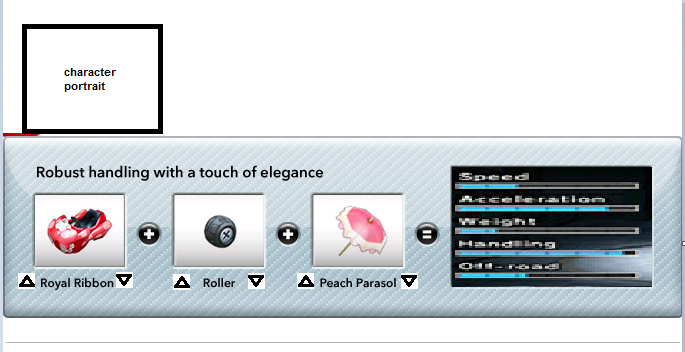 character
portrait
Robust handling with a touch of elegance
Speed
Acceleration
Weight
Handling
Off-road
Royal Ribbon
Roller
Peach Parasol